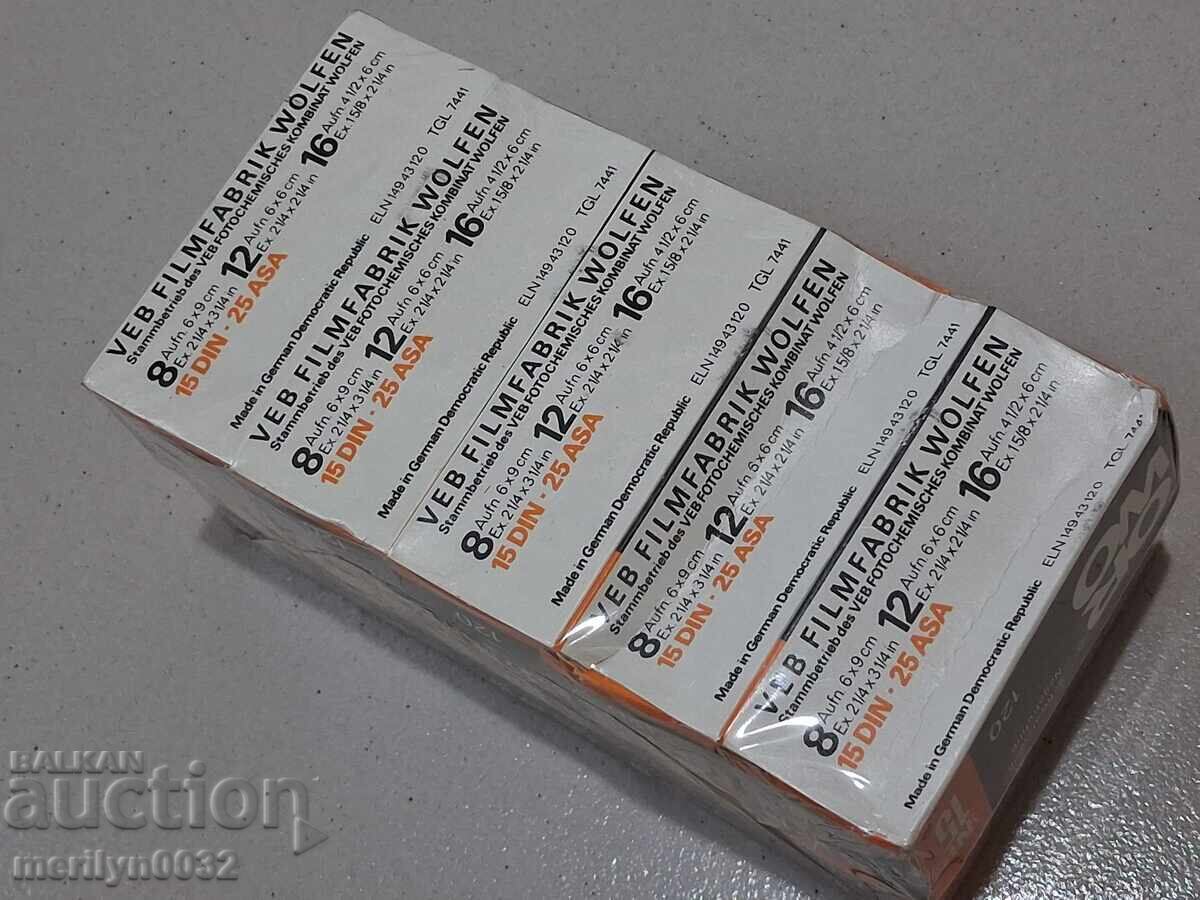 VEB FILMFABRIK WOLFEN
Stammbetrieb des VEB FOTOCHEMISCHES KOMBINAT WOLFEN
8 Aufn. 6 x 9 cm 12 Aufn. 6 x 6 cm 16 Aufn. 4 1/2 x 6 cm
Ex. 2 1/4 x 3 1/4 in Ex. 2 1/4 x 2 1/4 in Ex. 1 5/8 x 2 1/4 in
15 DIN · 25 ASA
Made in German Democratic Republic ELN 149 43 120 TGL 7441
VEB FILMFABRIK WOLFEN
Stammbetrieb des VEB FOTOCHEMISCHES KOMBINAT WOLFEN
8 Aufn. 6 x 9 cm 12 Aufn. 6 x 6 cm 16 Aufn. 4 1/2 x 6 cm
Ex. 2 1/4 x 3 1/4 in Ex. 2 1/4 x 2 1/4 in Ex. 1 5/8 x 2 1/4 in
15 DIN · 25 ASA
Made in German Democratic Republic ELN 149 43 120 TGL 7441
VEB FILMFABRIK WOLFEN
Stammbetrieb des VEB FOTOCHEMISCHES KOMBINAT WOLFEN
8 Aufn. 6 x 9 cm 12 Aufn. 6 x 6 cm 16 Aufn. 4 1/2 x 6 cm
Ex. 2 1/4 x 3 1/4 in Ex. 2 1/4 x 2 1/4 in Ex. 1 5/8 x 2 1/4 in
15 DIN · 25 ASA
Made in German Democratic Republic ELN 149 43 120 TGL 7441
VEB FILMFABRIK WOLFEN
Stammbetrieb des VEB FOTOCHEMISCHES KOMBINAT WOLFEN
8 Aufn. 6 x 9 cm 12 Aufn. 6 x 6 cm 16 Aufn. 4 1/2 x 6 cm
Ex. 2 1/4 x 3 1/4 in Ex. 2 1/4 x 2 1/4 in Ex. 1 5/8 x 2 1/4 in
15 DIN · 25 ASA
Made in German Democratic Republic ELN 149 43 120 TGL 7441
VEB FILMFABRIK WOLFEN
Stammbetrieb des VEB FOTOCHEMISCHES KOMBINAT WOLFEN
8 Aufn. 6 x 9 cm 12 Aufn. 6 x 6 cm 16 Aufn. 4 1/2 x 6 cm
Ex. 2 1/4 x 3 1/4 in Ex. 2 1/4 x 2 1/4 in Ex. 1 5/8 x 2 1/4 in
15 DIN · 25 ASA
Made in German Democratic Republic ELN 149 43 120 TGL 7441
120
15
120
BALKAN
auction
merilyn0032